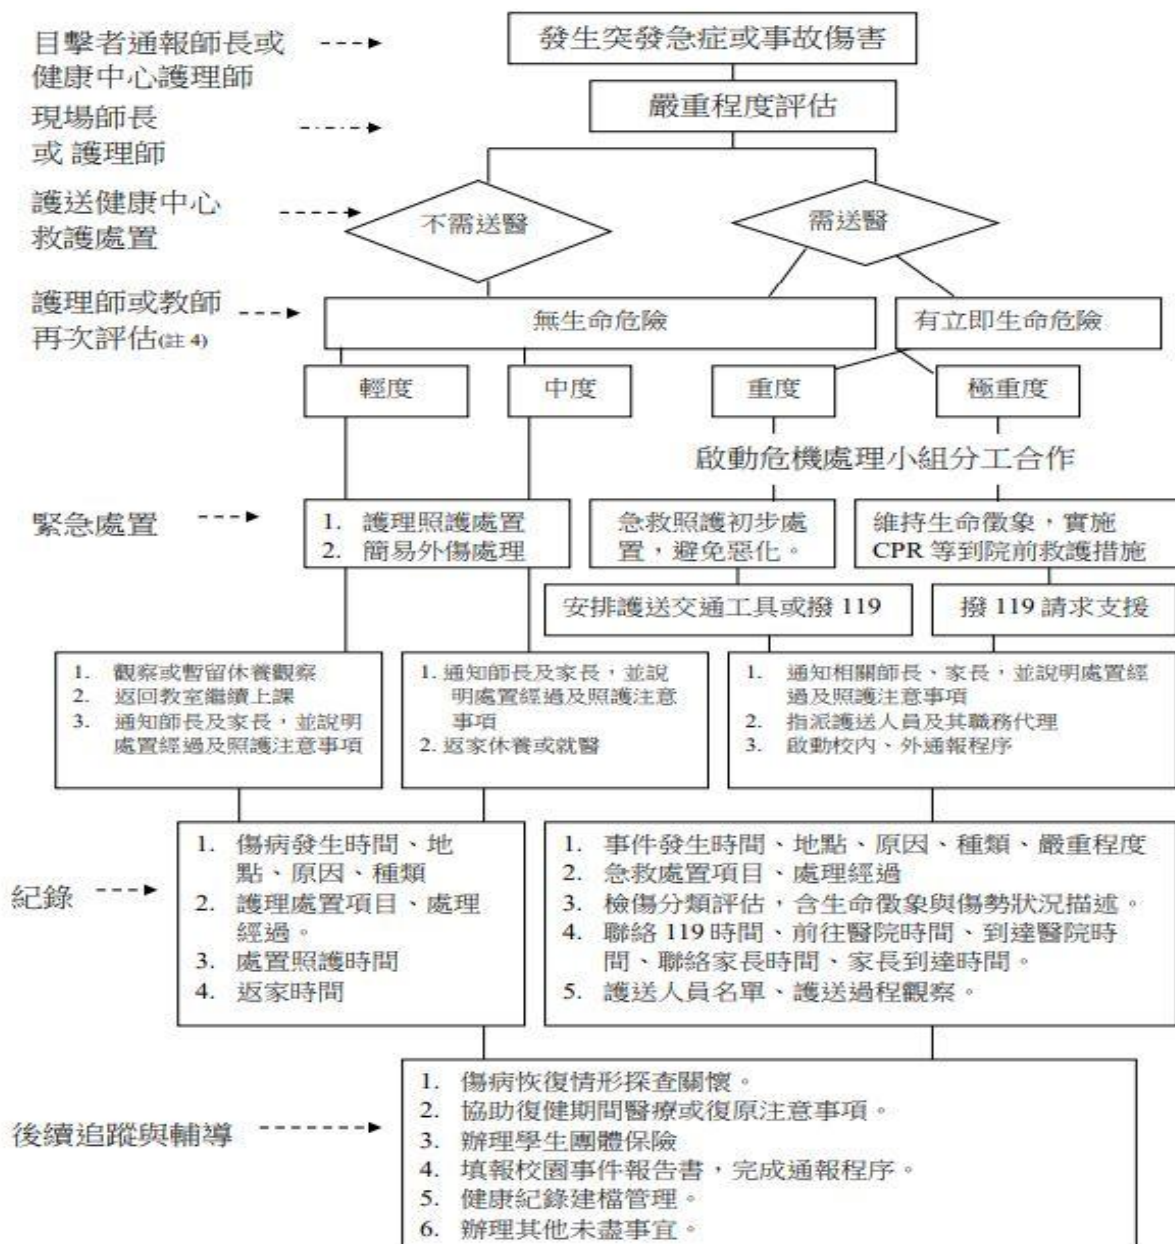 目擊者通報師長或
健康中心護理師
發生突發急症或事故傷害
現場師長
或 護理師
嚴重程度評估
護送健康中心
救護處置
不需送醫
需送醫
護理師或教師
再次評估(註 4)
無生命危險
有立即生命危險
輕度
中度
重度
極重度
啟動危機處理小組分工合作
緊急處置
1. 護理照護處置
2. 簡易外傷處理
急救照護初步處
置，避免惡化。
維持生命徵象，實施
CPR 等到院前救護措施
安排護送交通工具或撥 119
撥 119 請求支援
1. 觀察或暫留休養觀察
2. 返回教室繼續上課
3. 通知師長及家長，並說明
處置經過及照護注意事項
1. 通知師長及家長，並說
明處置經過及照護注意
事項
2. 返家休養或就醫
1. 通知相關師長、家長，並說明處置經
過及照護注意事項
2. 指派護送人員及其職務代理
3. 啟動校內、外通報程序
紀錄
1. 傷病發生時間、地
點、原因、種類
2. 護理處置項目、處理
經過。
3. 處置照護時間
4. 返家時間
1. 事件發生時間、地點、原因、種類、嚴重程度
2. 急救處置項目、處理經過
3. 檢傷分類評估，含生命徵象與傷勢狀況描述。
4. 聯絡 119 時間、前往醫院時間、到達醫院時
間、聯絡家長時間、家長到達時間。
5. 護送人員名單、護送過程觀察。
後續追蹤與輔導
1. 傷病恢復情形探查關懷。
2. 協助復健期間醫療或復原注意事項。
3. 辦理學生團體保險
4. 填報校園事件報告書，完成通報程序。
5. 健康紀錄建檔管理。
6. 辦理其他未盡事宜。